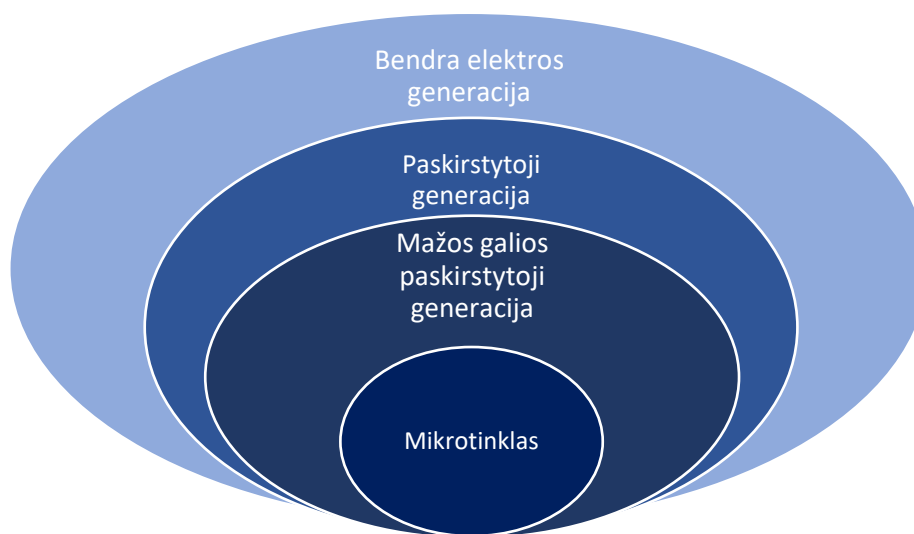 Bendra elektros
generacija
Paskirstytoji
generacija
Mažos galios
paskirstytoji
generacija
Mikrotinklas